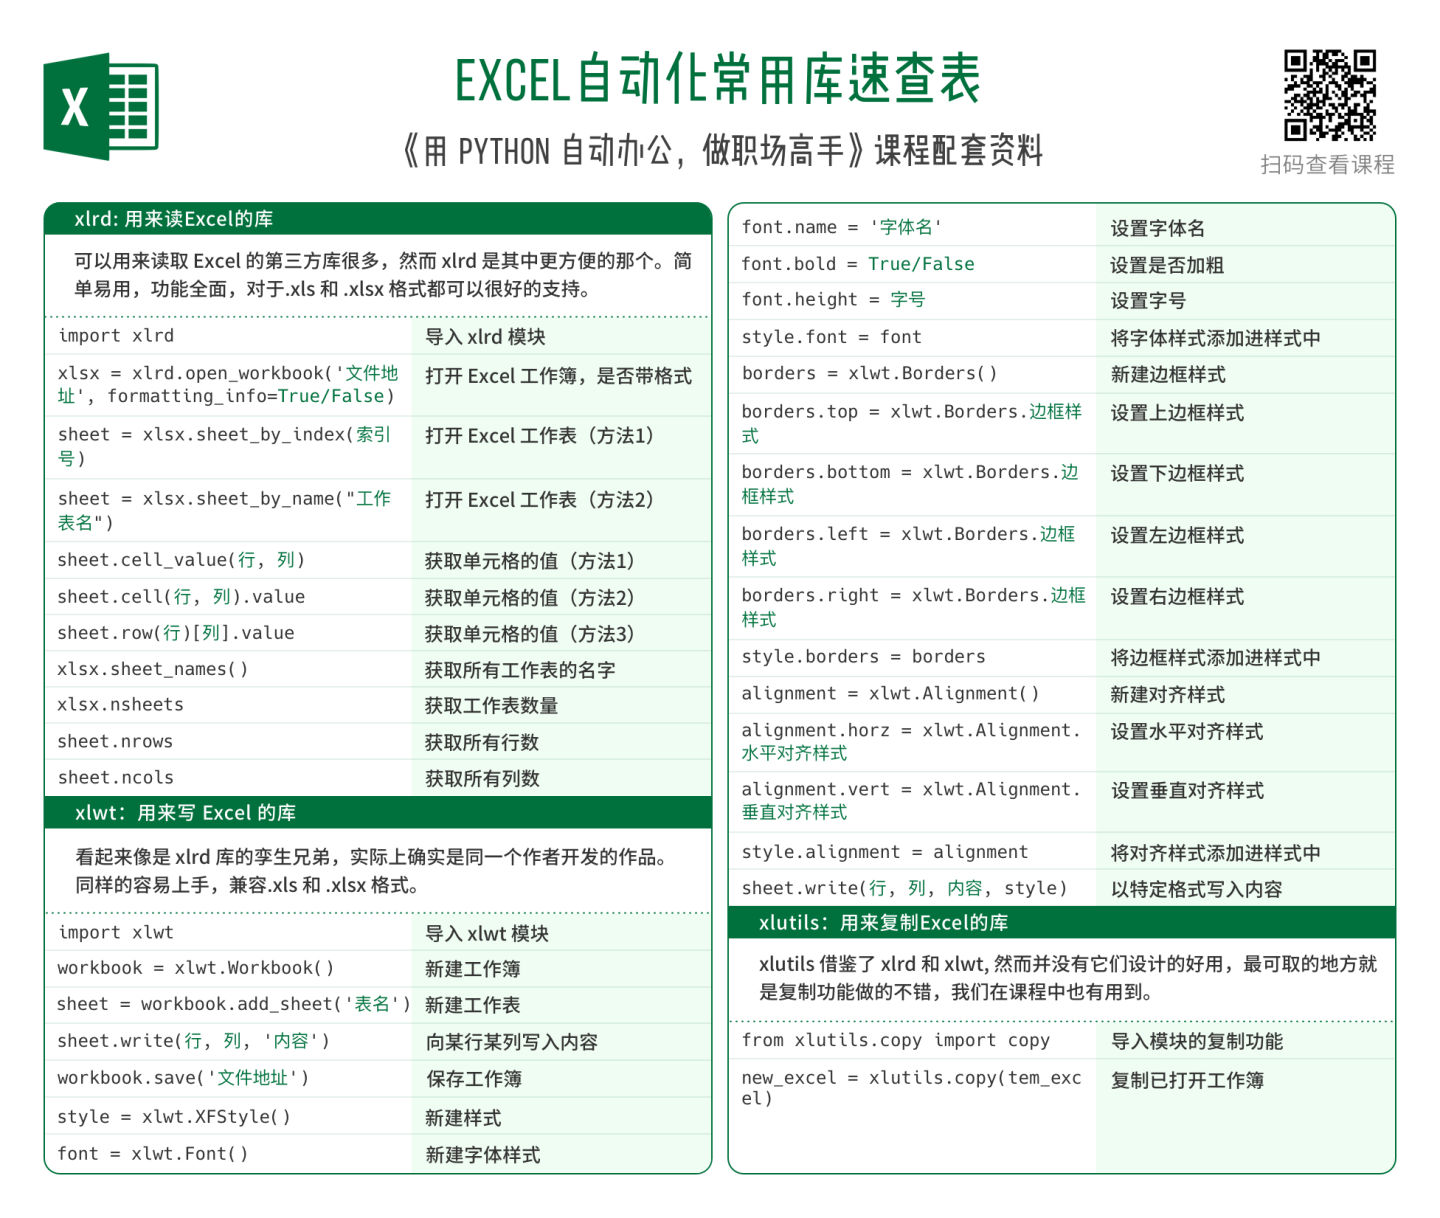 X
EXCEL自动化常用库速查表
《用 PYTHON 自动办公，做职场高手》课程配套资料
扫码查看课程
xlrd: 用来读Excel的库
可以用来读取 Excel 的第三方库很多，然而 xlrd 是其中更方便的那个。简
单易用，功能全面，对于.xls 和 .xlsx 格式都可以很好的支持。
import xlrd 导入 xlrd 模块
xlsx = xlrd.open_workbook('文件地 打开 Excel 工作簿，是否带格式
址', formatting_info=True/False)
sheet = xlsx.sheet_by_index(索引 打开 Excel 工作表（方法1）
号)
sheet = xlsx.sheet_by_name("工作 打开 Excel 工作表（方法2）
表名")
sheet.cell_value(行, 列) 获取单元格的值（方法1）
sheet.cell(行, 列).value 获取单元格的值（方法2）
sheet.row(行)[列].value 获取单元格的值（方法3）
xlsx.sheet_names() 获取所有工作表的名字
xlsx.nsheets 获取工作表数量
sheet.nrows 获取所有行数
sheet.ncols 获取所有列数
xlwt：用来写 Excel 的库
看起来像是 xlrd 库的孪生兄弟，实际上确实是同一个作者开发的作品。
同样的容易上手，兼容.xls 和 .xlsx 格式。
import xlwt 导入 xlwt 模块
workbook = xlwt.Workbook() 新建工作簿
sheet = workbook.add_sheet('表名') 新建工作表
sheet.write(行, 列, '内容') 向某行某列写入内容
workbook.save('文件地址') 保存工作簿
style = xlwt.XFStyle() 新建样式
font = xlwt.Font() 新建字体样式
font.name = '字体名' 设置字体名
font.bold = True/False 设置是否加粗
font.height = 字号 设置字号
style.font = font 将字体样式添加进样式中
borders = xlwt.Borders() 新建边框样式
borders.top = xlwt.Borders.边框样 设置上边框样式
式
borders.bottom = xlwt.Borders.边 设置下边框样式
框样式
borders.left = xlwt.Borders.边框 设置左边框样式
样式
borders.right = xlwt.Borders.边框 设置右边框样式
样式
style.borders = borders 将边框样式添加进样式中
alignment = xlwt.Alignment() 新建对齐样式
alignment.horz = xlwt.Alignment. 设置水平对齐样式
水平对齐样式
alignment.vert = xlwt.Alignment. 设置垂直对齐样式
垂直对齐样式
style.alignment = alignment 将对齐样式添加进样式中
sheet.write(行, 列, 内容, style) 以特定格式写入内容
xlutils：用来复制Excel的库
xlutils 借鉴了 xlrd 和 xlwt, 然而并没有它们设计的好用，最可取的地方就
是复制功能做的不错，我们在课程中也有用到。
from xlutils.copy import copy 导入模块的复制功能
new_excel = xlutils.copy(tem_exc 复制已打开工作簿
el)